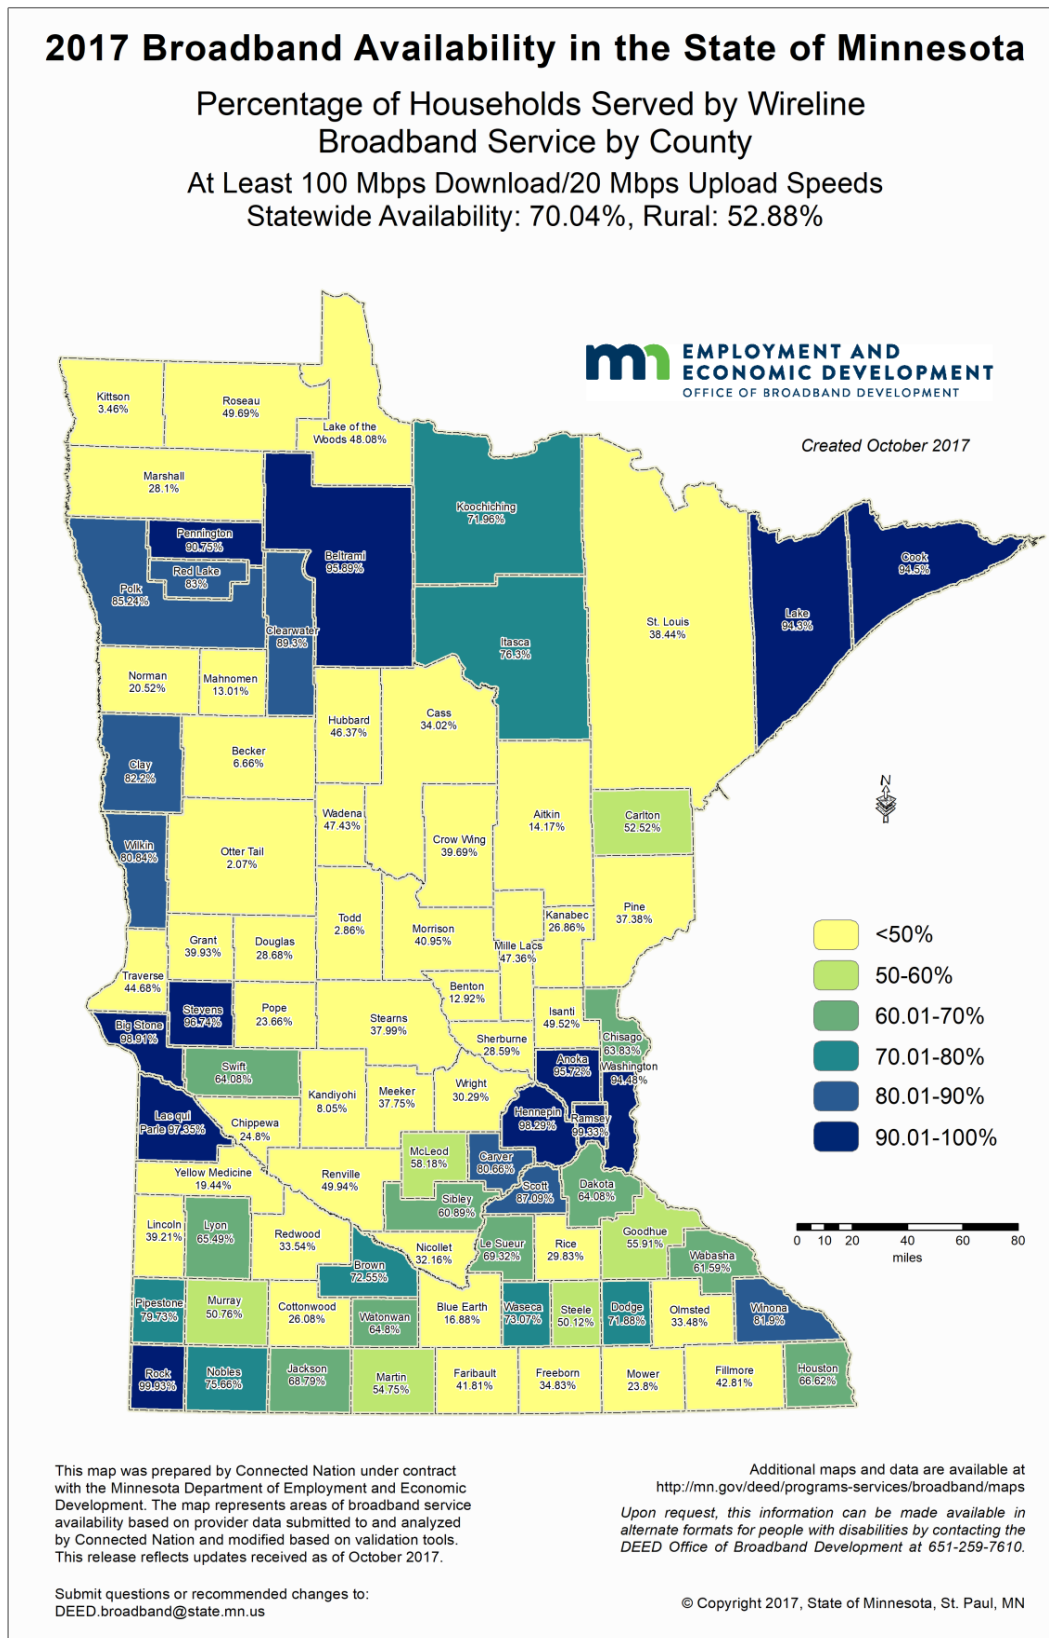 2017 Broadband Availability in the State of Minnesota
Percentage of Households Served by Wireline
Broadband Service by County
At Least 100 Mbps Download/20 Mbps Upload Speeds
Statewide Availability: 70.04%, Rural: 52.88%
mn EMPLOYMENT AND
ECONOMIC DEVELOPMENT
OFFICE OF BROADBAND DEVELOPMENT
Created October 2017
Kittson
3.46%
Roseau
49.69%
Lake of the
Woods 48.08%
Marshall
28.1%
Koochiching
71.96%
Pennington
90.75%
Beltrami
95.89%
Red Lake
83%
Polk
85.24%
Clearwater
89.3%
Cook
94.5%
Lake
94.3%
St. Louis
38.44%
Itasca
76.3%
Norman
20.52%
Mahnomen
13.01%
Hubbard
46.37%
Cass
34.02%
Clay
82.2%
Becker
6.66%
N
Wadena
47.43%
Aitkin
14.17%
Carlton
52.52%
Crow Wing
39.69%
Wilkin
80.84%
Otter Tail
2.07%
Todd
2.86%
Morrison
40.95%
Mille Lacs
47.36%
Kanabec
26.86%
Pine
37.38%
Grant
39.93%
Douglas
28.68%
Traverse
44.68%
Benton
12.92%
Stevens
96.74%
Pope
23.66%
Stearns
37.99%
Isanti
49.52%
Big Stone
98.91%
Sherburne
28.59%
Chisago
63.83%
Swift
64.08%
Anoka
95.72%
Washington
94.48%
Kandiyohi
8.05%
Meeker
37.75%
Wright
30.29%
Lac qui
Parle 97.35%
Chippewa
24.8%
Hennepin
98.29%
Ramsey
99.33%
McLeod
58.18%
Carver
80.66%
Yellow Medicine
19.44%
Renville
49.94%
Scott
87.09%
Dakota
64.08%
Sibley
60.89%
Lincoln
39.21%
Lyon
65.49%
Redwood
33.54%
Nicollet
32.16%
Le Sueur
69.32%
Rice
29.83%
Goodhue
55.91%
Wabasha
61.59%
Brown
72.55%
Pipestone
79.73%
Murray
50.76%
Cottonwood
26.08%
Watonwan
64.8%
Blue Earth
16.88%
Waseca
73.07%
Steele
50.12%
Dodge
71.88%
Olmsted
33.48%
Winona
81.9%
Rock
99.93%
Nobles
75.66%
Jackson
68.79%
Martin
54.75%
Faribault
41.81%
Freeborn
34.83%
Mower
23.8%
Fillmore
42.81%
Houston
66.62%
<50%
50-60%
60.01-70%
70.01-80%
80.01-90%
90.01-100%
0 10 20 40 60 80
miles
This map was prepared by Connected Nation under contract
with the Minnesota Department of Employment and Economic
Development. The map represents areas of broadband service
availability based on provider data submitted to and analyzed
by Connected Nation and modified based on validation tools.
This release reflects updates received as of October 2017.
Submit questions or recommended changes to:
DEED.broadband@state.mn.us
Additional maps and data are available at
http://mn.gov/deed/programs-services/broadband/maps
Upon request, this information can be made available in
alternate formats for people with disabilities by contacting the
DEED Office of Broadband Development at 651-259-7610.
© Copyright 2017, State of Minnesota, St. Paul, MN